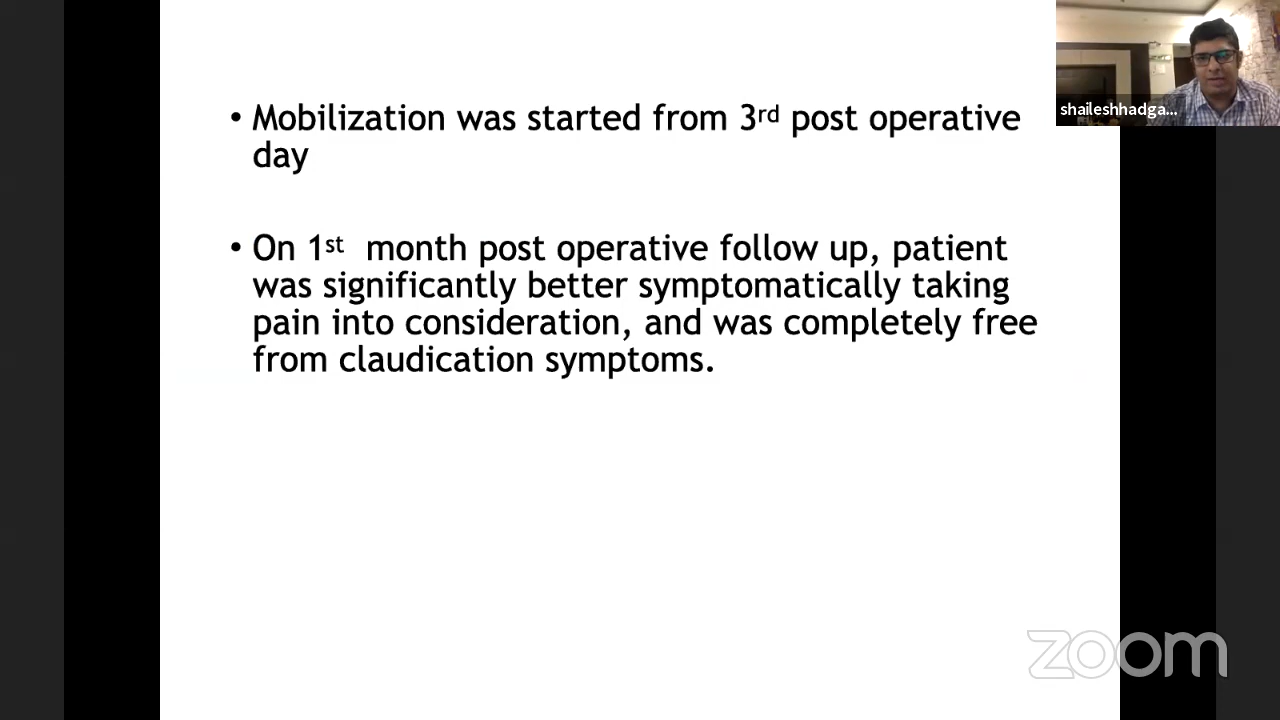 • Mobilization was started from 3rd post operative
day
• On 1st month post operative follow up, patient
was significantly better symptomatically taking
pain into consideration, and was completely free
from claudication symptoms.
shaileshhadga...
zoom